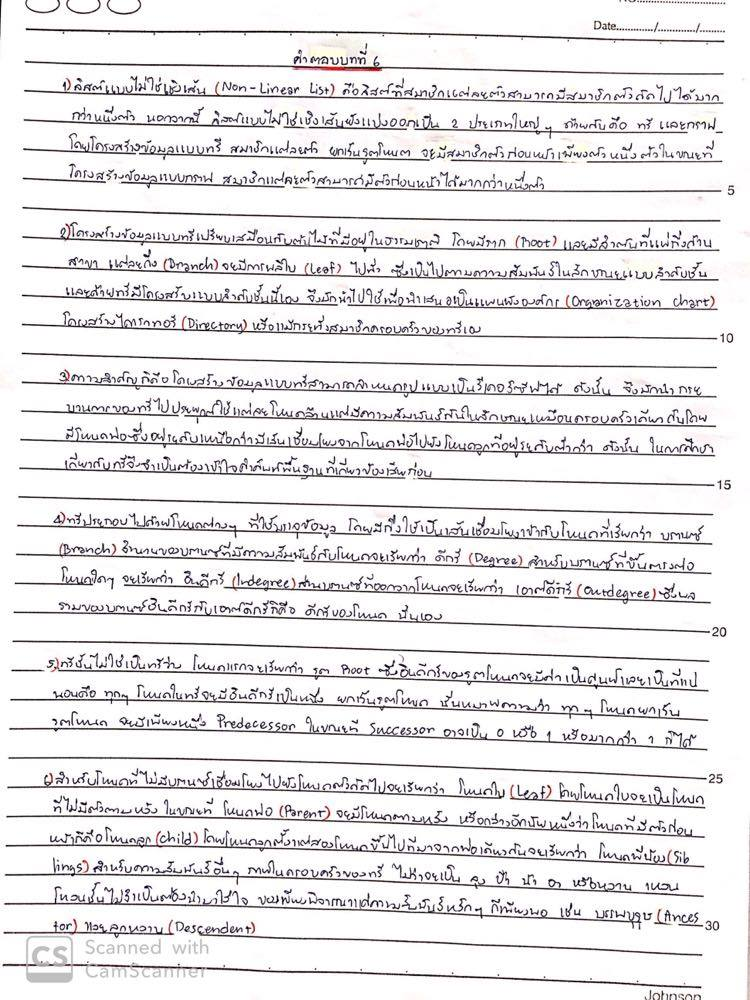 Date............/............/............
คำตอบบทที่ 6
1) ลิสต์แบบไม่ใช่เชิงเส้น (Non-Linear List) คือลิสต์ที่สมาชิกแต่ละตัวสามารถมีสมาชิกตัวถัดไปได้มาก
กว่าหนึ่งตัว นอกจากนี้ ลิสต์แบบไม่ใช่เชิงเส้นยังแบ่งออกเป็น 2 ประเภทใหญ่ๆ ด้วยกันคือ ทรี และกราฟ
โดยโครงสร้างข้อมูลแบบทรี สมาชิกแต่ละตัว ยกเว้นรูตโหนด จะมีสมาชิกตัวก่อนหน้าเพียงตัวหนึ่งตัวในขณะที่
โครงสร้างข้อมูลแบบกราฟ สมาชิกแต่ละตัวสามารถมีตัวก่อนหน้าได้มากกว่าหนึ่งตัว
5
2) โครงสร้างข้อมูลแบบทรีเปรียบเสมือนกับต้นไม้ที่มีอยู่ในธรรมชาติ โดยมีราก (Root) และมีลำต้นที่แผ่กิ่งก้าน
สาขา แต่ละกิ่ง (Branch) จะมีการผลิใบ (Leaf) ไปทั่ว ซึ่งเป็นไปตามความสัมพันธ์ในลักษณะแบบลำดับชั้น
และด้วยทรีมีโครงสร้างแบบลำดับชั้นนี้เอง จึงมักนำไปใช้เพื่อนำเสนอเป็นแผนผังองค์กร (Organization chart)
โครงสร้างไดเรกทอรี (Directory) หรือแม้กระทั่งสมาชิกครอบครัวของทรีเอง
10
3) ความสำคัญก็คือโครงสร้างข้อมูลแบบทรีสามารถกำหนดรูปแบบเป็นรีเคอร์ซีฟได้ ดังนั้น จึงมักนำกระ
บวนการของทรีไปประยุกต์ใช้แต่ละโหนดล้วนแต่มีความสัมพันธ์กันในลักษณะเหมือนครอบครัวเดียวกันโดย
มีโหนดพ่อซึ่งอยู่ระดับเหนือกว่ามีเส้นเชื่อมโยงจากโหนดพ่อไปยังโหนดลูกที่อยู่ระดับต่ำกว่า ดังนั้น ในการศึกษา
เกี่ยวกับทรีจึงจำเป็นต้องเข้าใจคำศัพท์พื้นฐานที่เกี่ยวข้องเสียก่อน
15
4) ทรีประกอบไปด้วยโหนดต่างๆ ที่ใช้บรรจุข้อมูล โดยมีกิ่งใช้เป็นเส้นเชื่อมโยงเข้ากับโหนดที่เรียกว่า บรานซ์
(Branch) จำนวนของบรานซ์ที่มีความสัมพันธ์กับโหนดจะเรียกว่า ดีกรี (Degree) สำหรับบรานซ์ที่ชี้นตรงต่อ
โหนดใดๆ จะเรียกว่า อินดีกรี (Indegree) ส่วนบรานซ์ที่ออกจากโหนดจะเรียกว่า เอาต์ดีกรี (Outdegree) ซึ่งผล
รวมของบรานซ์อินดีกรีกับเอาต์ดีกรีก็คือ ดีกรีของโหนด นั่นเอง
20
5) ทรีนั้นไม่ใช่เป็นทรีว่าง โหนดแรกจะเรียกว่า รูต Root ซึ่งอินดีกรีของรูตโหนดจะมีค่าเป็นศูนย์เสมอเป็นที่แน่
นอนคือ ทุกๆ โหนดในทรีจะมีอินดีกรีเป็นหนึ่ง ยกเว้นรูตโหนด นั่นหมายความว่า ทุกๆ โหนดยกเว้น
รูตโหนด จะมีเพียงหนึ่ง Predecessor ในขณะที่ Successor อาจเป็น 0 หรือ 1 หรือมากกว่า 1 ก็ได้
25
6) สำหรับโหนดที่ไม่มีบรานซ์เชื่อมโยงไปยังโหนดตัวถัดไปจะเรียกว่า โหนดใบ (Leaf) โดยโหนดใบจะเป็นโหนด
ที่ไม่มีตัวตามหลัง ในขณะที่ โหนดพ่อ (Parent) จะมีโหนดตามหลัง หรือกล่าวอีกนัยหนึ่งว่าโหนดที่มีตัวก่อน
หน้าก็คือโหนดลูก (child) โดยโหนดลูกตั้งแต่สองโหนดขึ้นไปที่มาจากพ่อเดียวกันจะเรียกว่า โหนดพี่น้อง (Sib
lings) สำหรับความสัมพันธ์อื่นๆ ภายในครอบครัวของทรี ไม่ว่าจะเป็น ลุง ป้า น้า อา หรือหลาน เหลน
โหลนนั้นไม่จำเป็นต้องนำมาใส่ใจ ขอเพียงพิจารณาแค่ความสัมพันธ์หลักๆ ก็เพียงพอ เช่น บรรพบุรุษ (Ances
tor) และลูกหลาน (Descendent)
30
CS Scanned with
CamScanner
Johnson